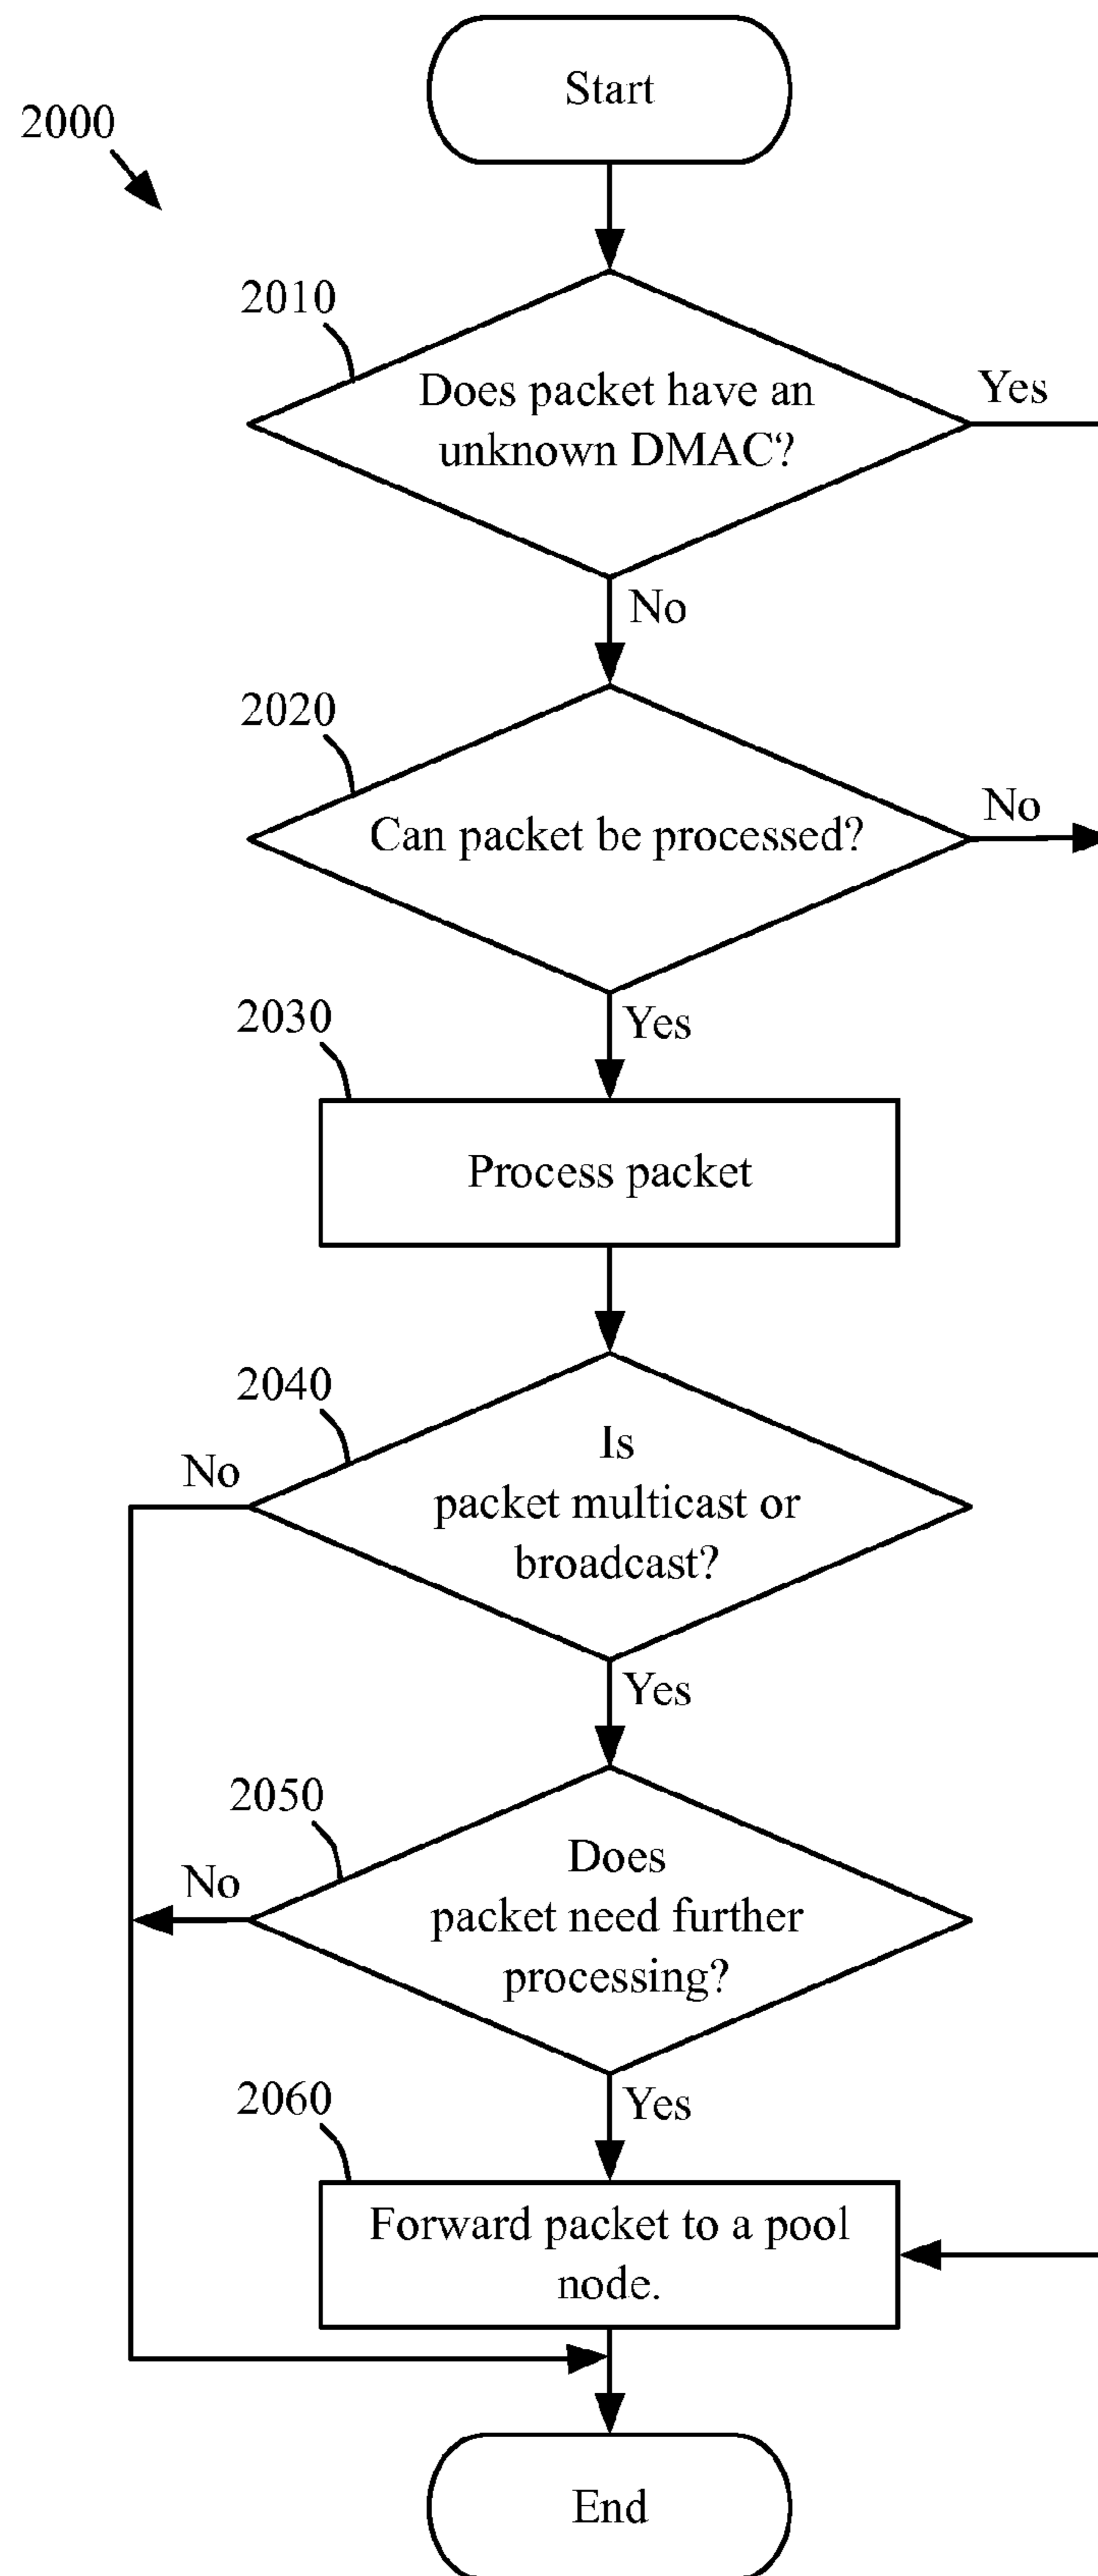 Start
2000
2010
Does packet have an
unknown DMAC?
Yes
No
2020
Can packet be processed?
No
Yes
2030
Process packet
2040
Is
packet multicast or
broadcast?
No
Yes
2050
Does
packet need further
processing?
No
Yes
2060
Forward packet to a pool
node.
End